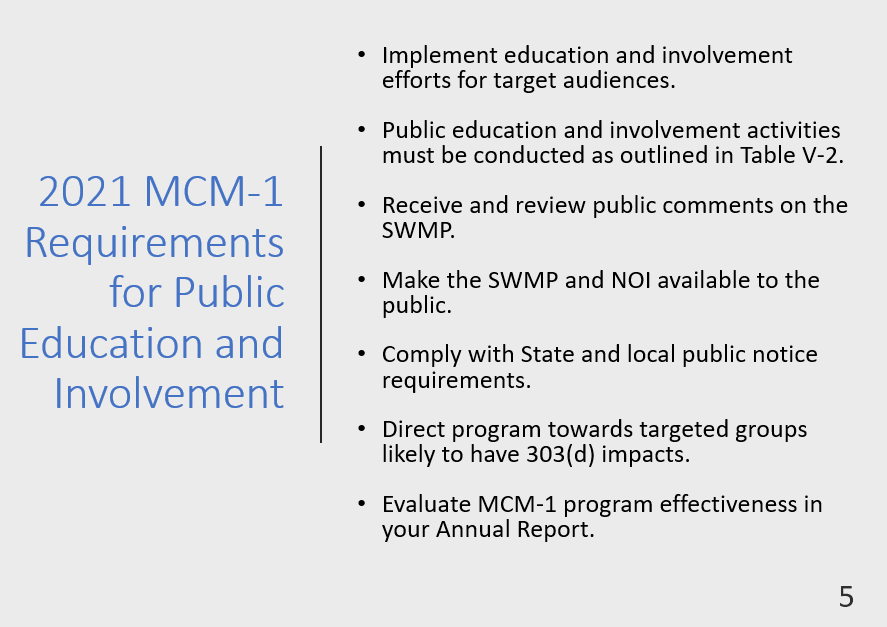 2021 MCM-1
Requirements
for Public
Education and
Involvement
• Implement education and involvement
efforts for target audiences.
• Public education and involvement activities
must be conducted as outlined in Table V-2.
• Receive and review public comments on the
SWMP.
• Make the SWMP and NOI available to the
public.
• Comply with State and local public notice
requirements.
• Direct program towards targeted groups
likely to have 303(d) impacts.
• Evaluate MCM-1 program effectiveness in
your Annual Report.
5